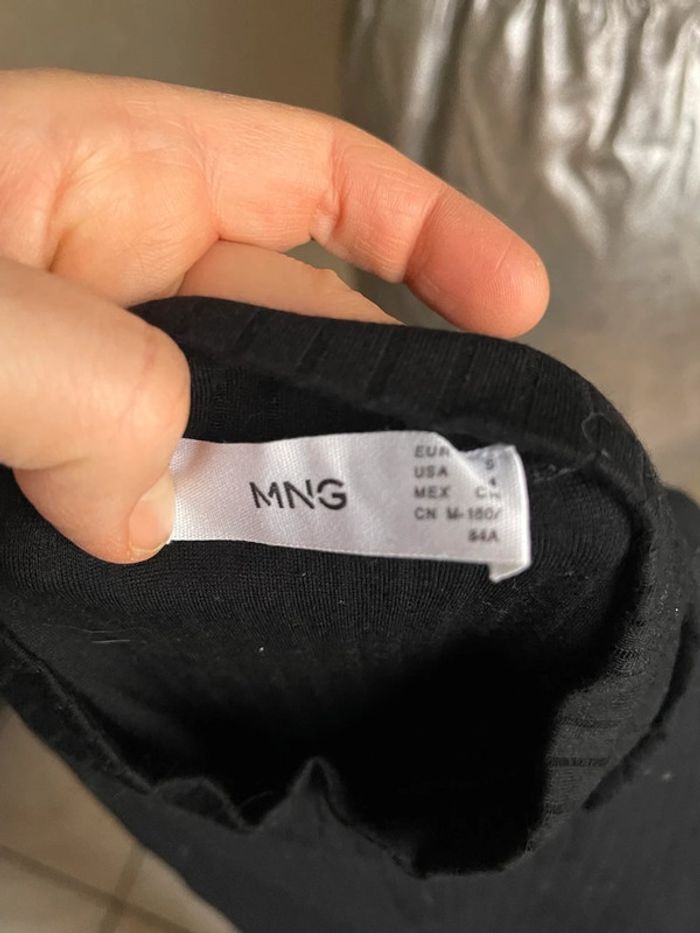 MNG
EUR S
USA 4
MEX CH
CN M-160/
84A